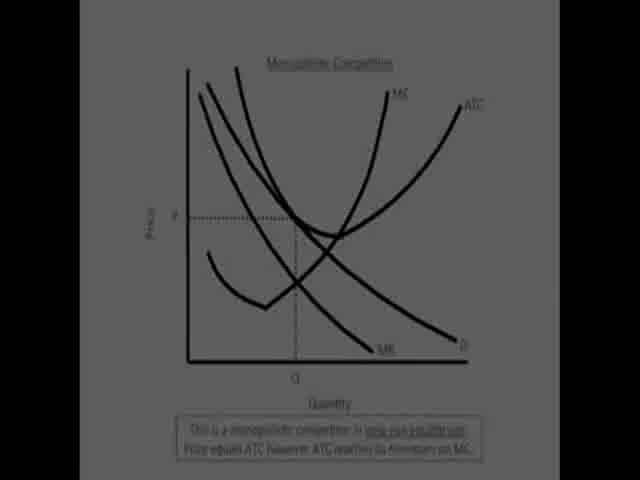 Monopolistic Competition
MC
ATC
Price
P
D
MR
Q
Quantity
This is a monopolistic competitor in long run equilibrium.
Price equals ATC however ATC reaches its minimum on MC.